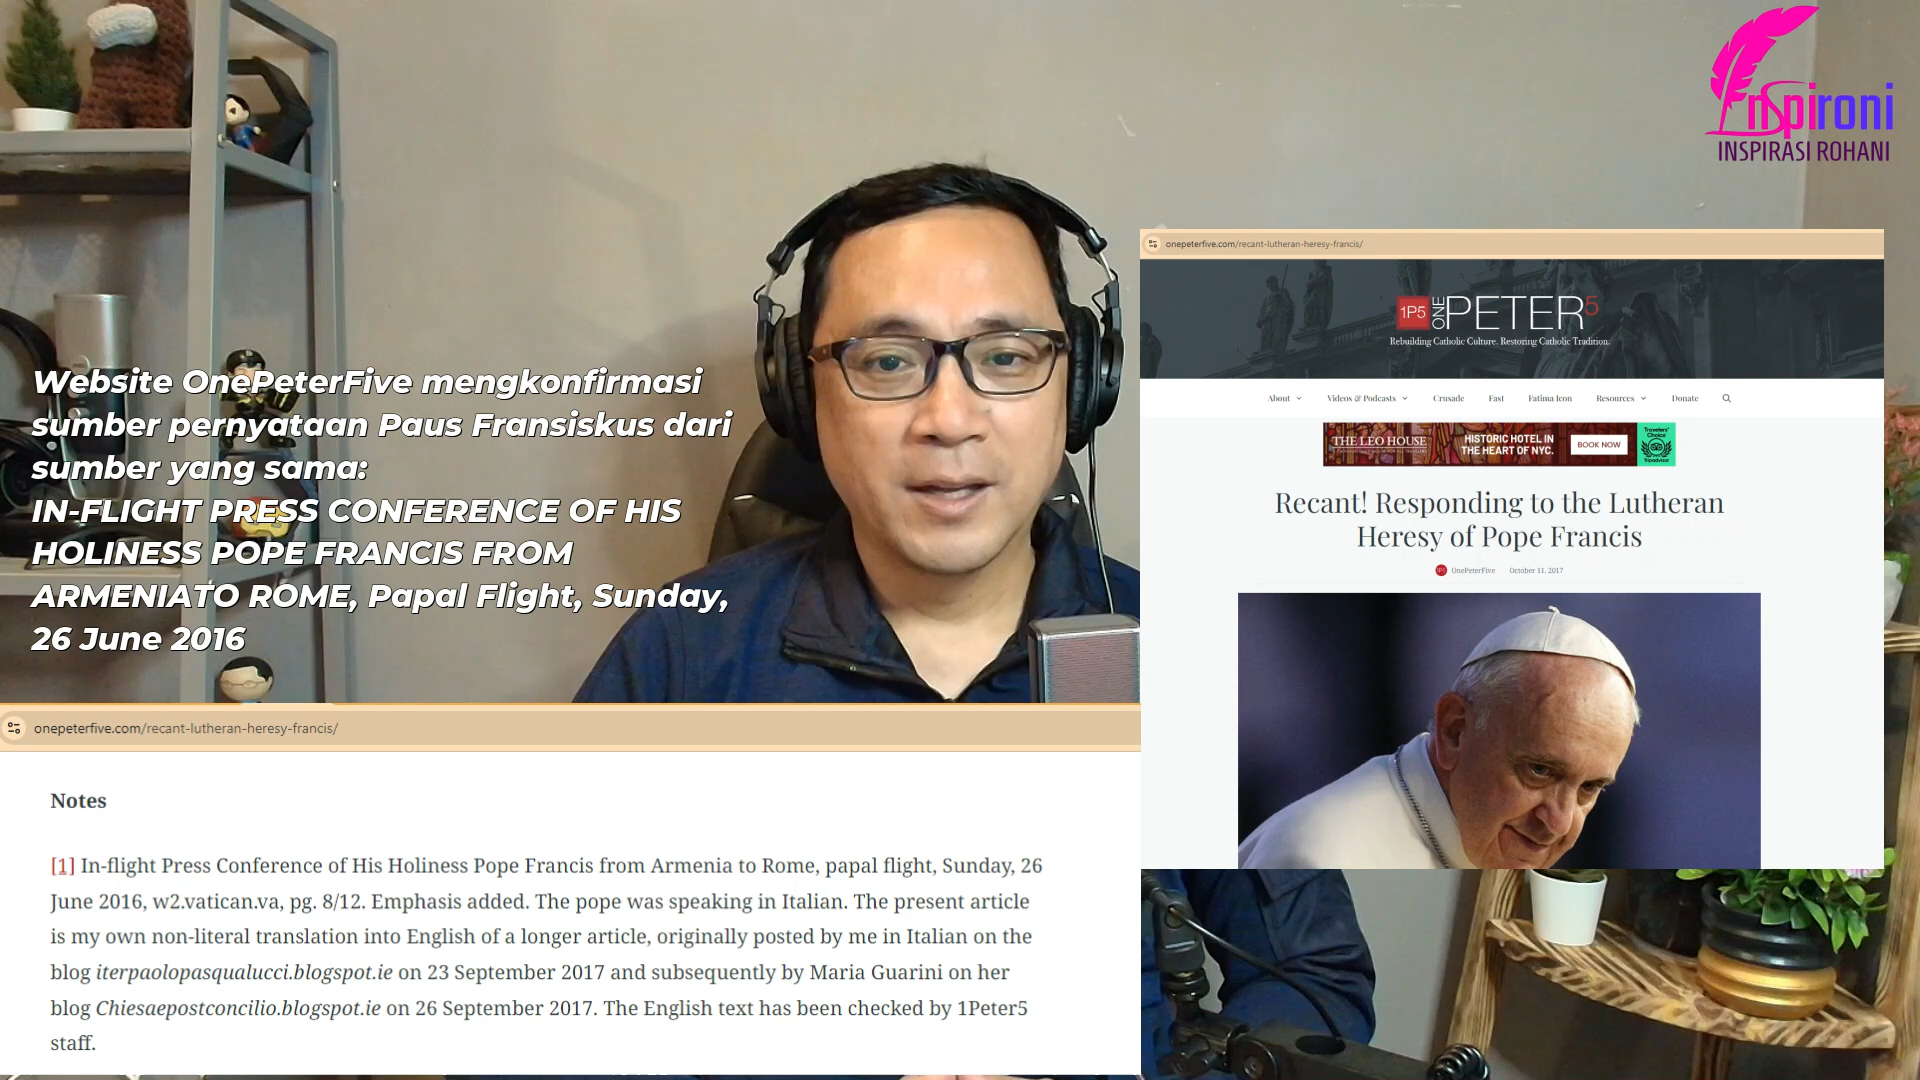 Inspironi
INSPIRASI ROHANI
Website OnePeterFive mengkonfirmasi
sumber pernyataan Paus Fransiskus dari
sumber yang sama:
IN-FLIGHT PRESS CONFERENCE OF HIS
HOLINESS POPE FRANCIS FROM
ARMENIATO ROME, Papal Flight, Sunday,
26 June 2016
onepeterfive.com/recant-lutheran-heresy-francis/
1P5 ONE PETER5
Rebuilding Catholic Culture. Restoring Catholic Tradition.
About Videos & Podcasts Crusade Fast Fatima Icon Resources Donate
THE LEO HOUSE
HISTORIC HOTEL IN
THE HEART OF NYC.
BOOK NOW
Travelers'
Choice
Tripadvisor
Recant! Responding to the Lutheran
Heresy of Pope Francis
1P5 OnePeterFive October 11, 2017
onepeterfive.com/recant-lutheran-heresy-francis/
Notes
[1] In-flight Press Conference of His Holiness Pope Francis from Armenia to Rome, papal flight, Sunday, 26
June 2016, w2.vatican.va, pg. 8/12. Emphasis added. The pope was speaking in Italian. The present article
is my own non-literal translation into English of a longer article, originally posted by me in Italian on the
blog iterpaolopasqualucci.blogspot.ie on 23 September 2017 and subsequently by Maria Guarini on her
blog Chiesaepostconcilio.blogspot.ie on 26 September 2017. The English text has been checked by 1Peter5
staff.